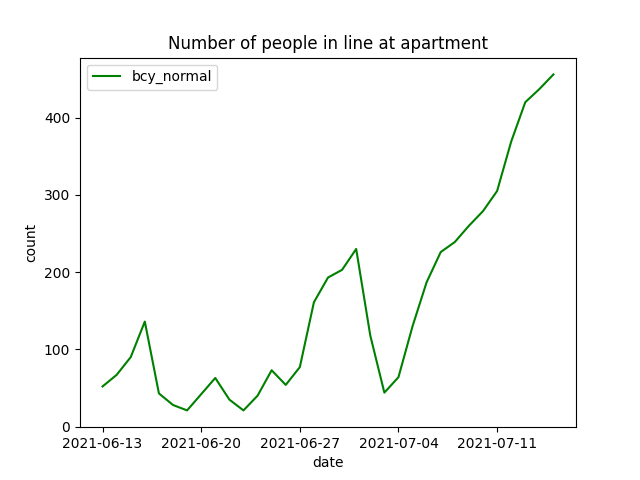 Number of people in line at apartment
bcy_normal
400
300
200
100
0
count
2021-06-13 2021-06-20 2021-06-27 2021-07-04 2021-07-11
date